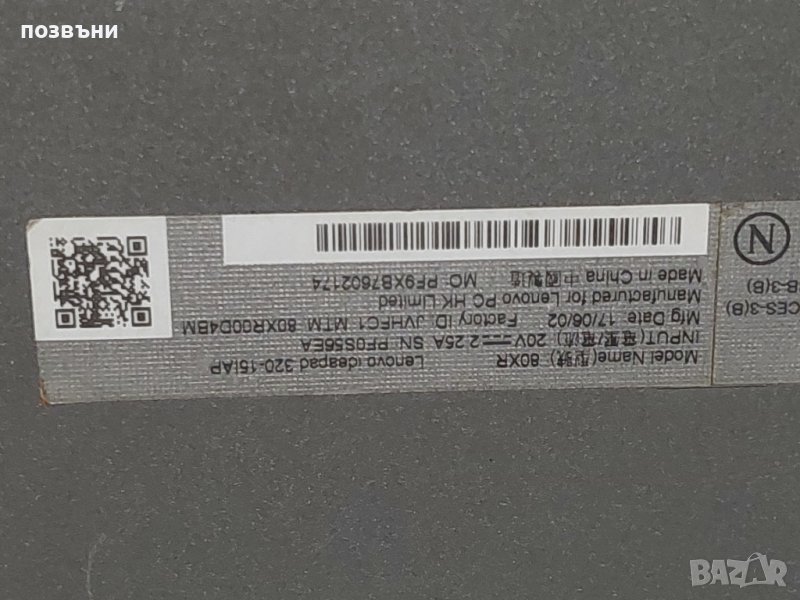 позвъни
Model Name(型號) 80XR Lenovo ideapad 320-15IAP
INPUT(電壓/電流) 20V⎓2.25A SN: PF0S56EA
Mfg Date 17/06/02 Factory ID JVHFC1 MTM 80XR00D4BM
Manufactured for Lenovo PC HK Limited
Made in China 中國製造 MO: PF9XB7602174
N
CES-3(B)
B-3(B)
BAZAR